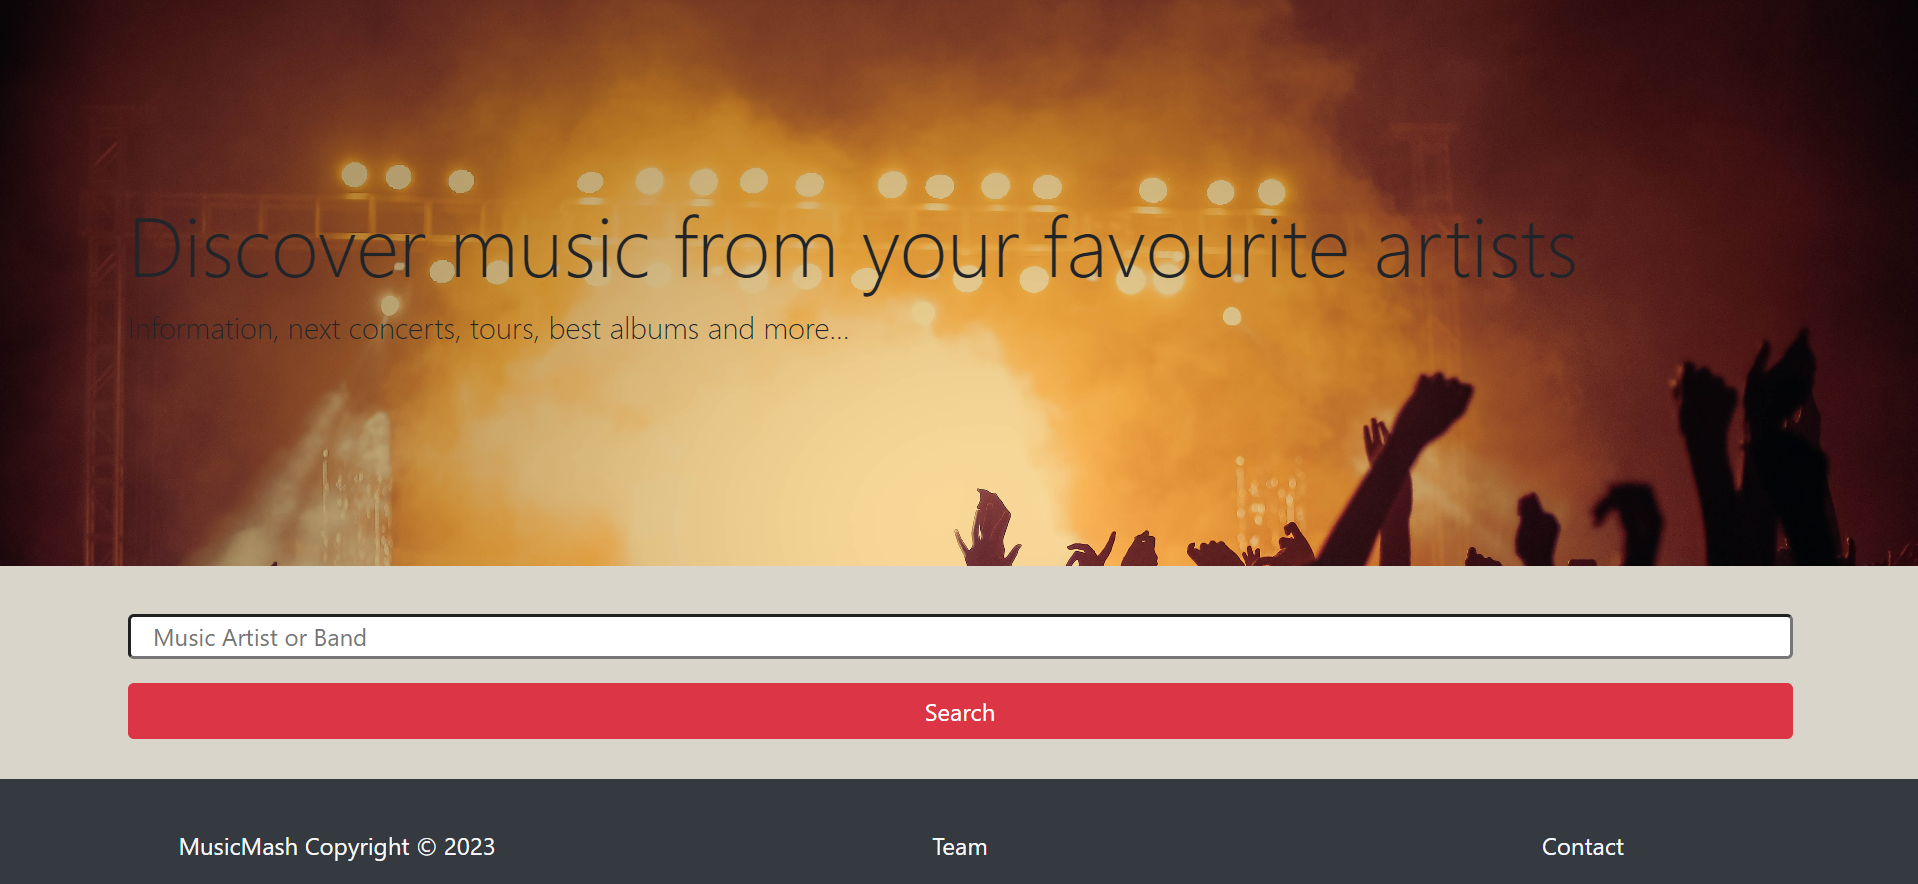 Discover music from your favourite artists
Information, next concerts, tours, best albums and more...
Music Artist or Band
Search
MusicMash Copyright © 2023
Team
Contact